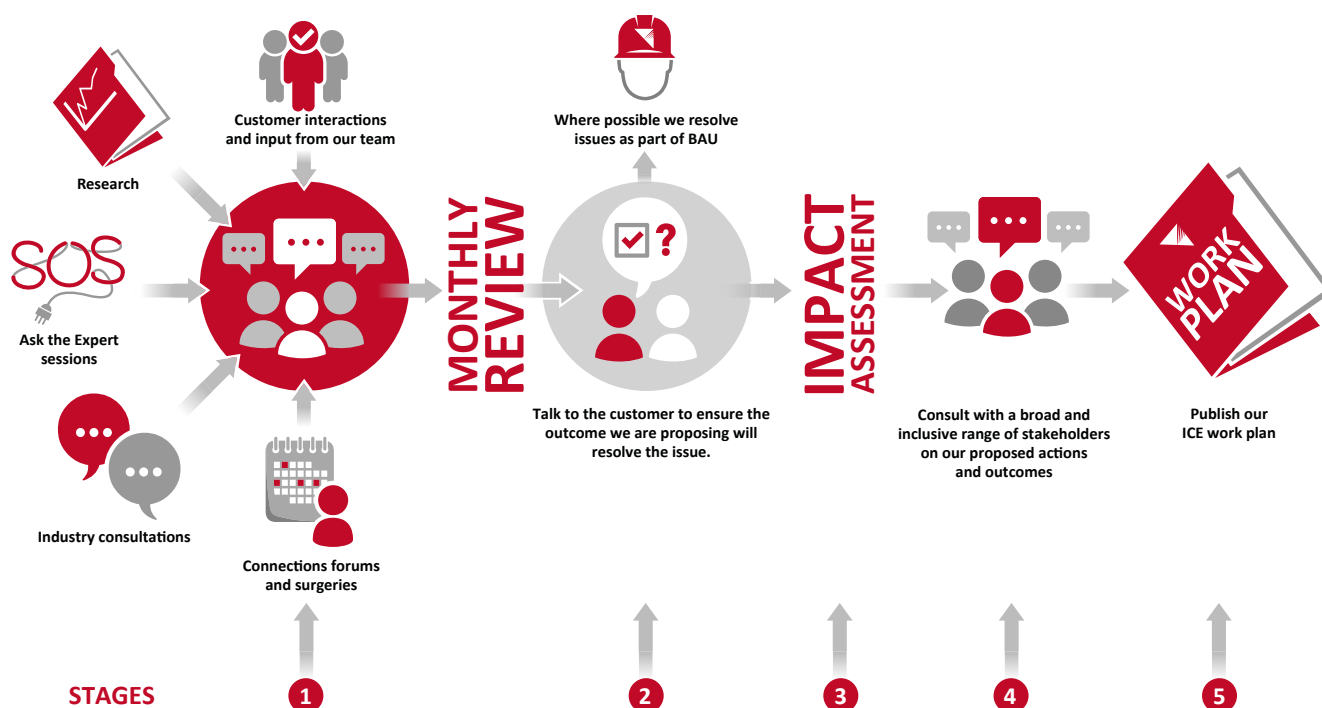 Customer interactions
and input from our team
Where possible we resolve
issues as part of BAU
Research
SOS
Ask the Expert
sessions
MONTHLY
REVIEW
IMPACT
ASSESSMENT
WORK
PLAN
Talk to the customer to ensure the
outcome we are proposing will
resolve the issue.
Consult with a broad and
inclusive range of stakeholders
on our proposed actions
and outcomes
Publish our
ICE work plan
Industry consultations
Connections forums
and surgeries
STAGES
1
2
3
4
5
?